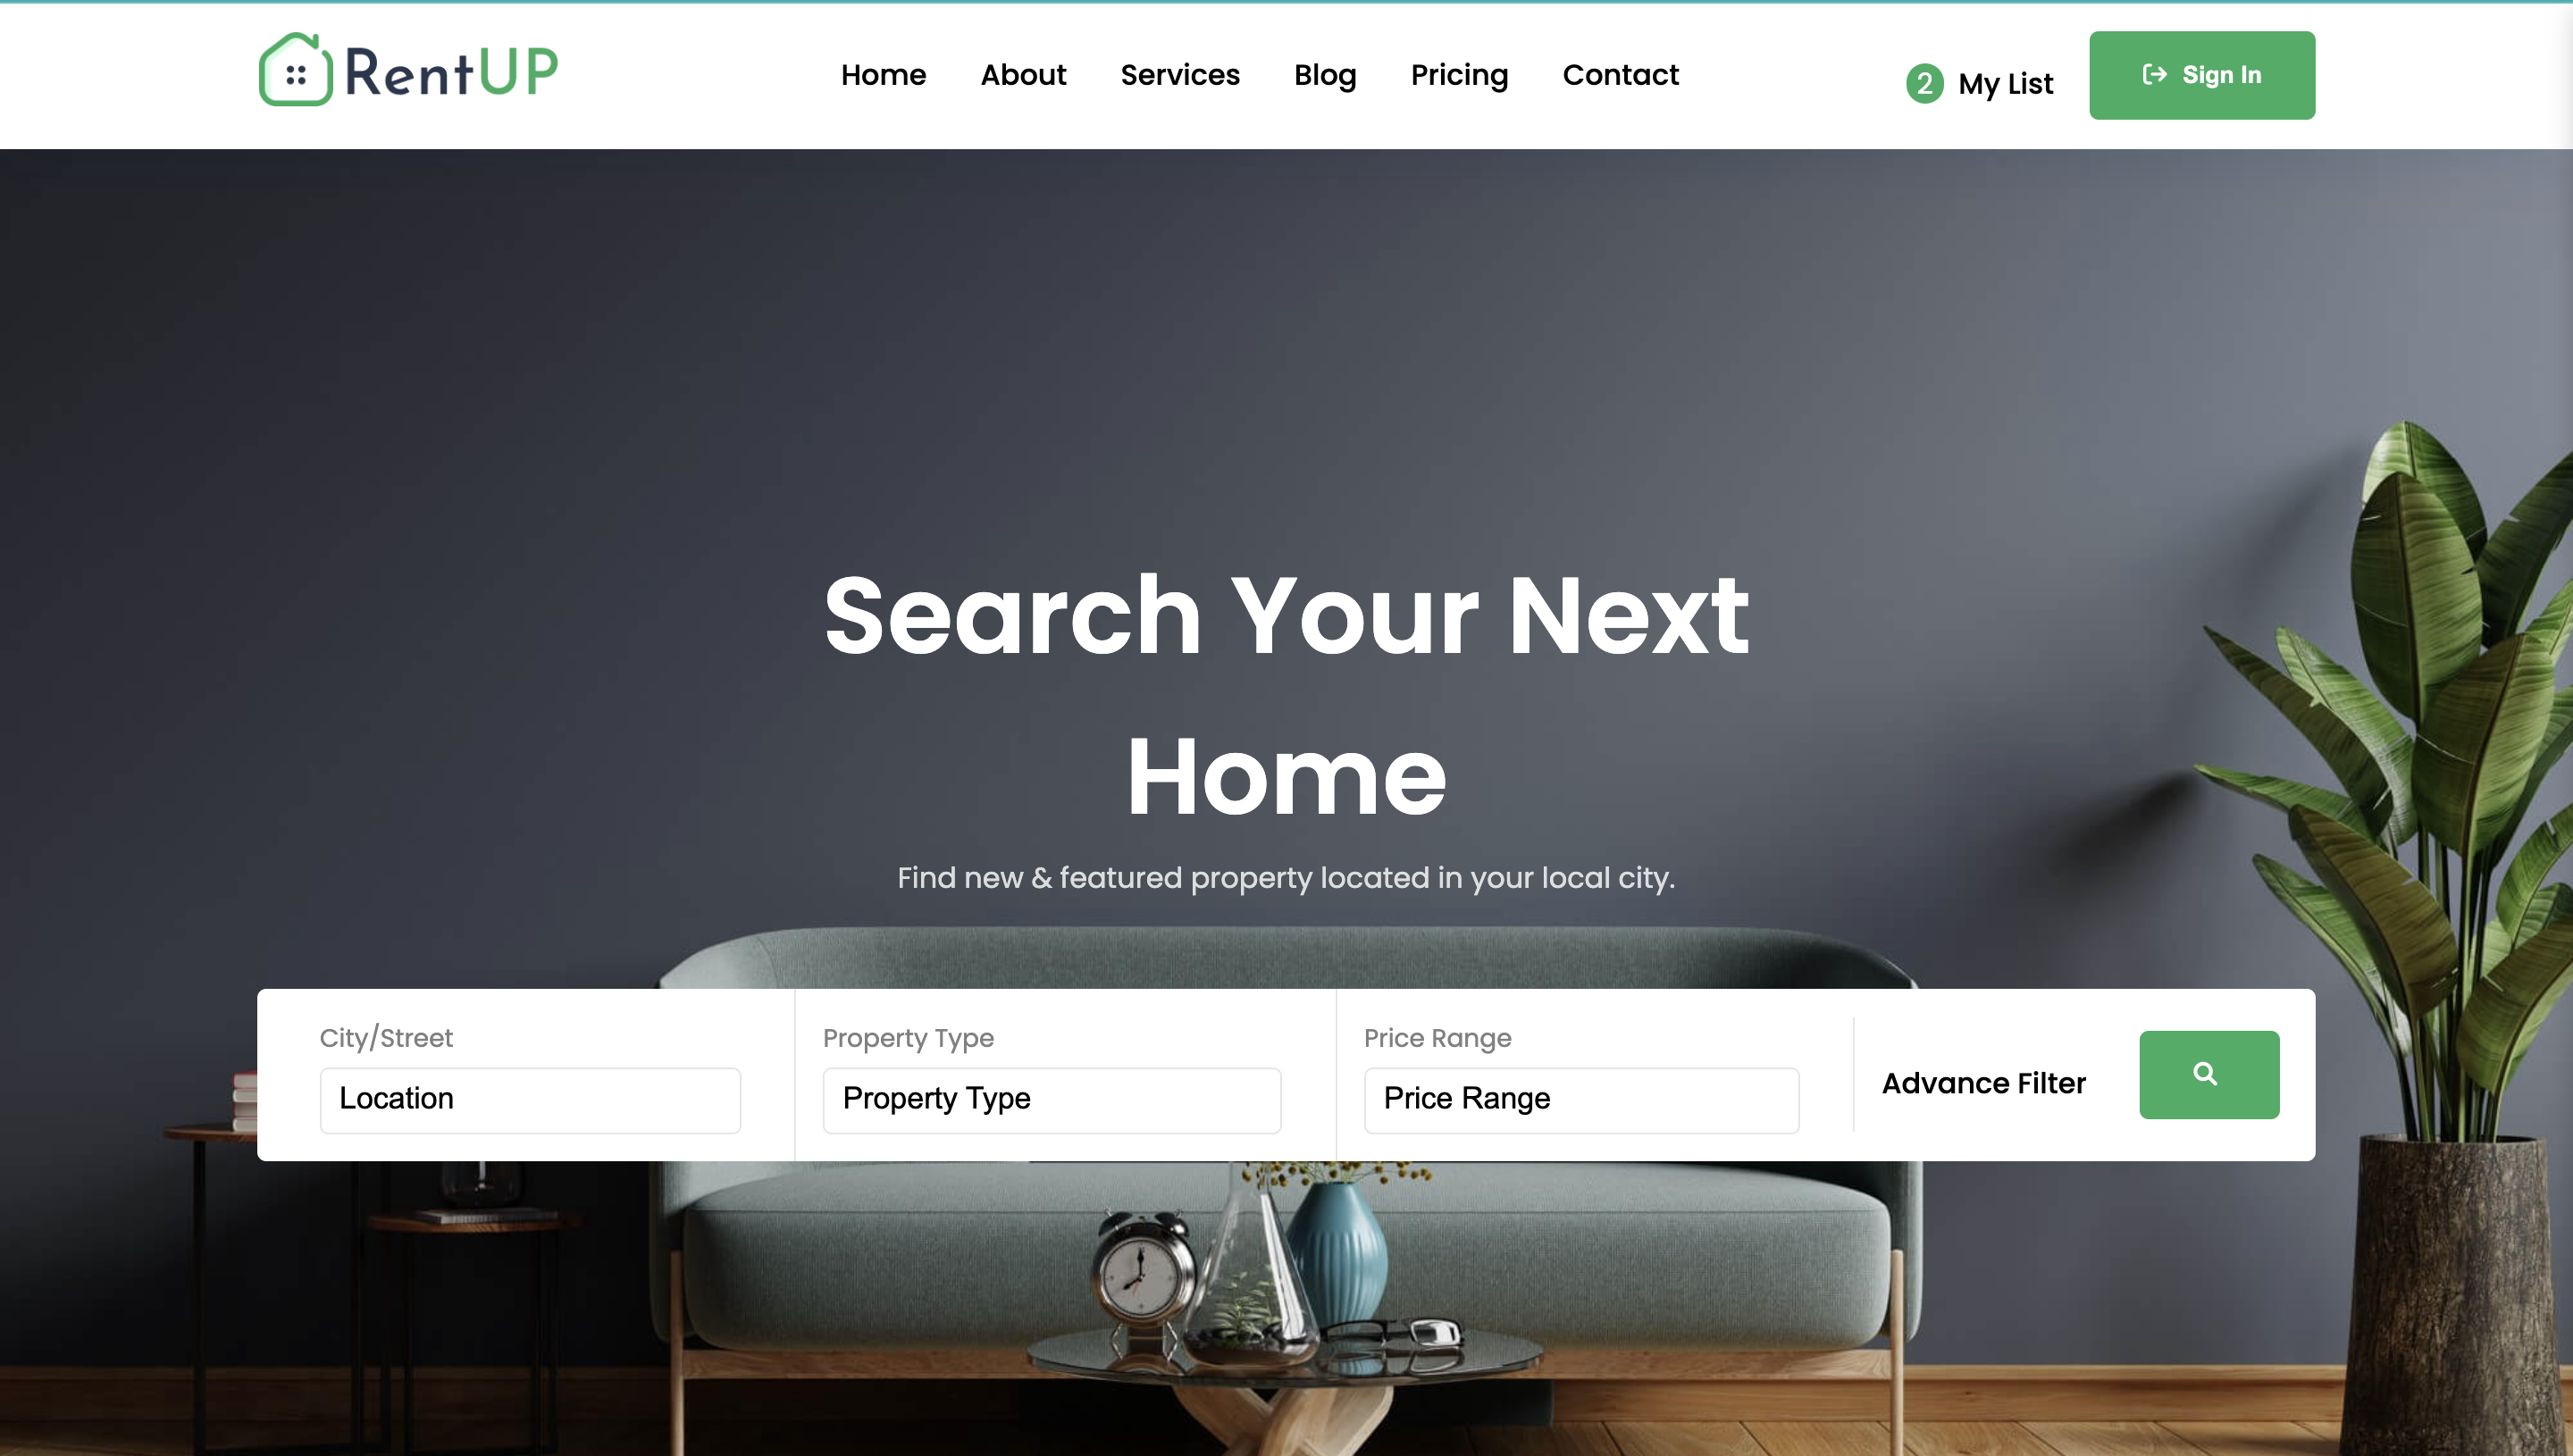 RentUP
Home About Services Blog Pricing Contact
2 My List
Sign In
Search Your Next
Home
Find new & featured property located in your local city.
City/Street
Location
Property Type
Property Type
Price Range
Price Range
Advance Filter